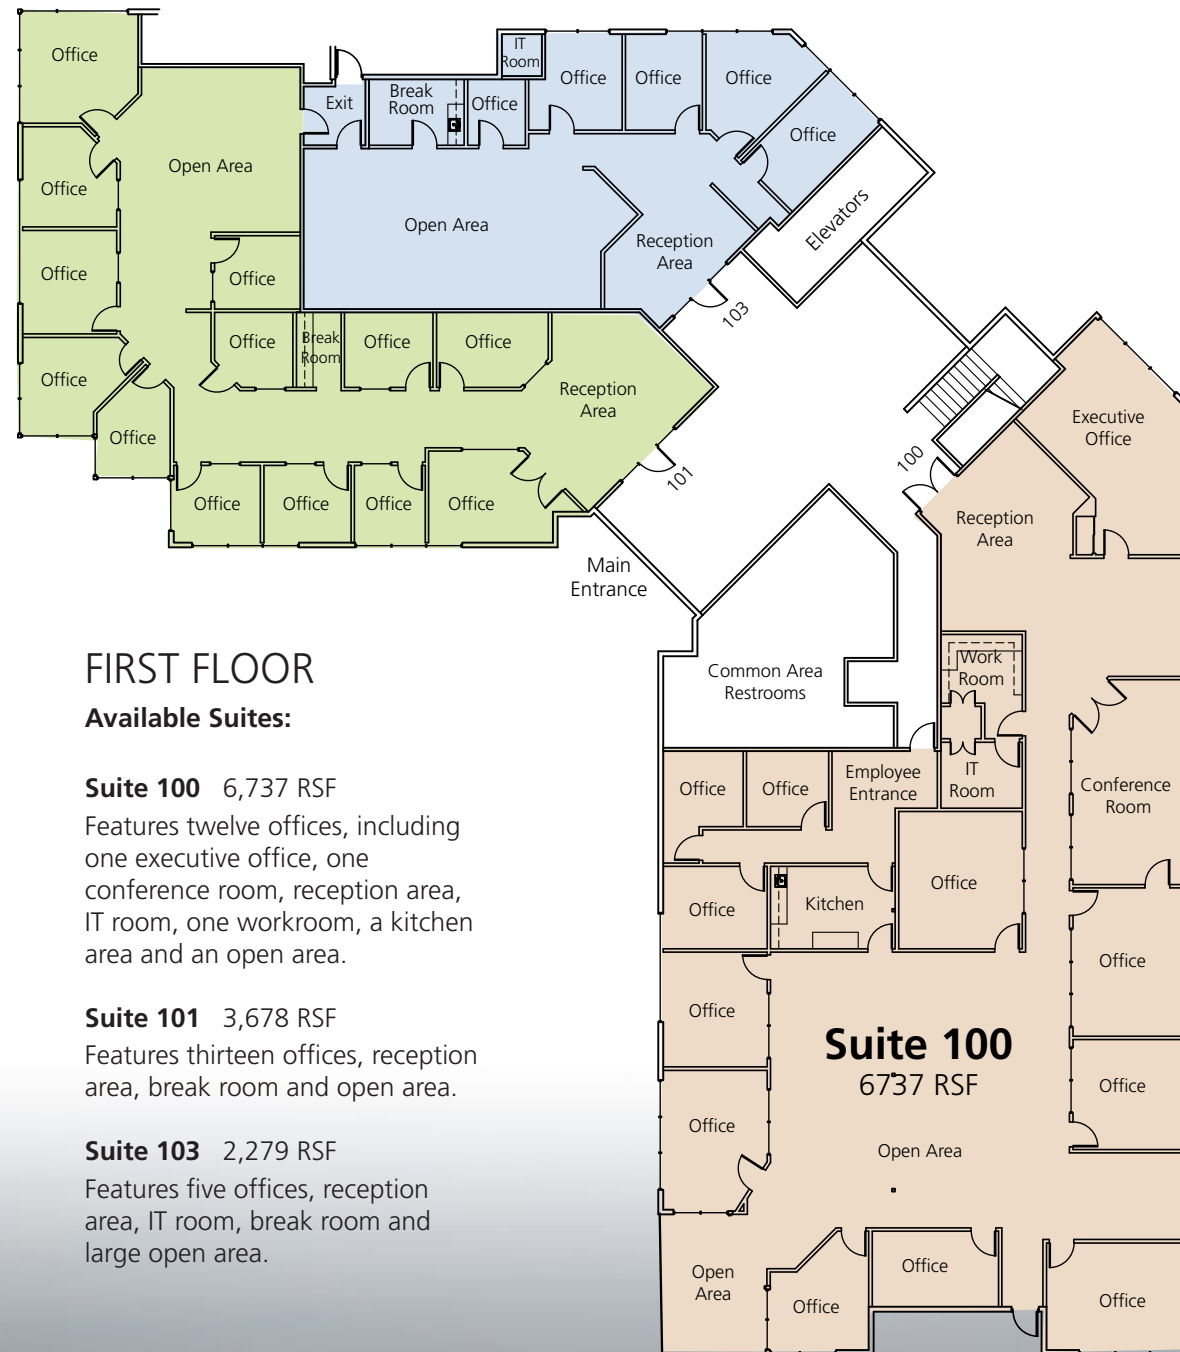 Office
Open Area
Office
Office
Office
Office
Office
Office
Break
Room
Office
Office
Reception
Area
Office
Office
Office
Office
101
Exit
Break
Room
Office
IT
Room
Office
Office
Office
Office
Open Area
Reception
Area
103
Elevators
Main
Entrance
100
Executive
Office
Reception
Area
Work
Room
IT
Room
Common Area
Restrooms
Employee
Entrance
Office
Office
Conference
Room
Office
Kitchen
Office
Office
Office
Suite 100
6737 RSF
Office
Office
Open Area
Open
Area
Office
Office
Office
FIRST FLOOR
Available Suites:
Suite 100 6,737 RSF
Features twelve offices, including
one executive office, one
conference room, reception area,
IT room, one workroom, a kitchen
area and an open area.
Suite 101 3,678 RSF
Features thirteen offices, reception
area, break room and open area.
Suite 103 2,279 RSF
Features five offices, reception
area, IT room, break room and
large open area.